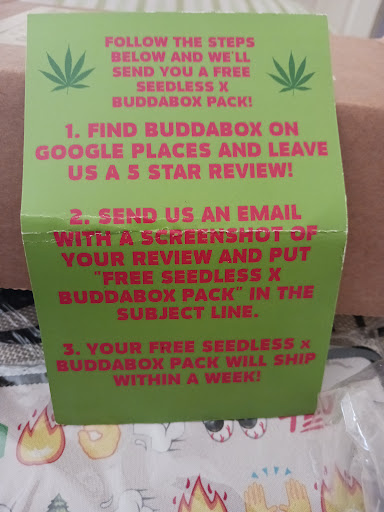 FOLLOW THE STEPS
BELOW AND WE'LL
SEND YOU A FREE
SEEDLESS X
BUDDABOX PACK!
1. FIND BUDDABOX ON
GOOGLE PLACES AND LEAVE
US A 5 STAR REVIEW!
2. SEND US AN EMAIL
WITH A SCREENSHOT OF
YOUR REVIEW AND PUT
"FREE SEEDLESS X
BUDDABOX PACK" IN THE
SUBJECT LINE.
3. YOUR FREE SEEDLESS x
BUDDABOX PACK WILL SHIP
WITHIN A WEEK!